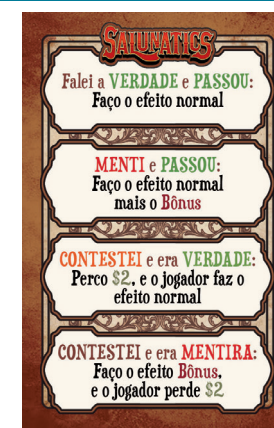 SALUNATICS
Falei a VERDADE e PASSOU:
Faço o efeito normal
MENTI e PASSOU:
Faço o efeito normal
mais o Bônus
CONTESTEI e era VERDADE:
Perco $2, e o jogador faz o
efeito normal
CONTESTEI e era MENTIRA:
Faço o efeito Bônus,
e o jogador perde $2